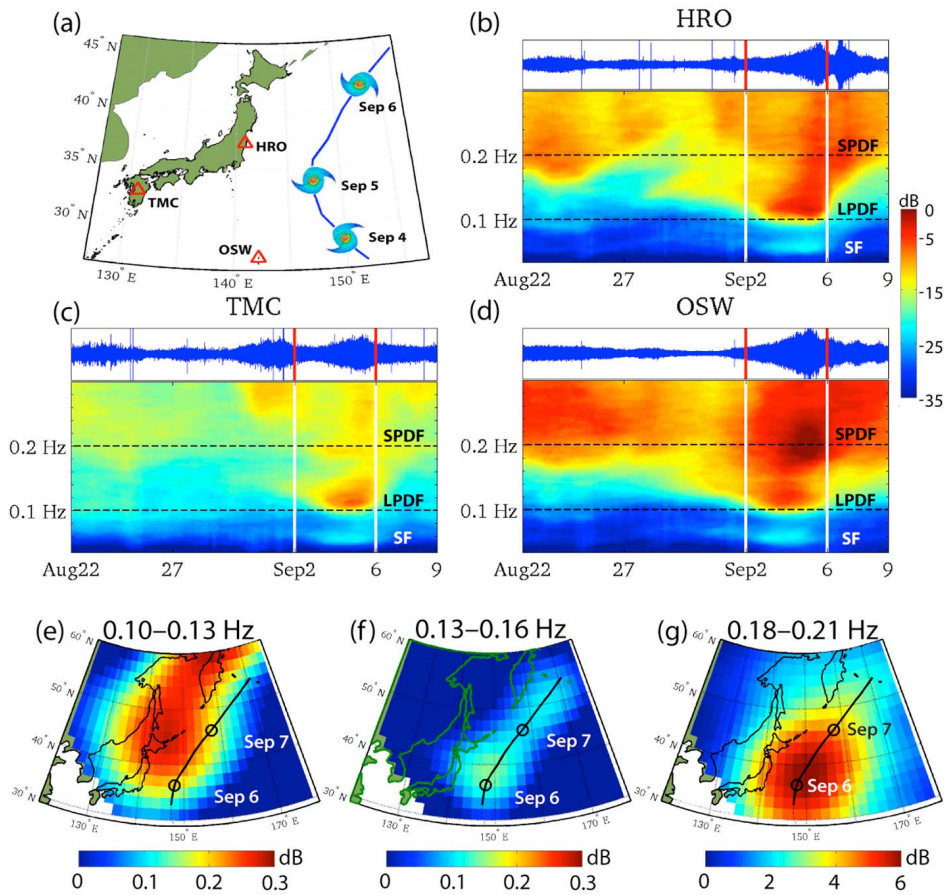 (a)
45° N
40° N
35° N
30° N
130° E
140° E
150° E
HRO
TMC
OSW
Sep 6
Sep 5
Sep 4
(b) HRO
0.2 Hz
0.1 Hz
SPDF
LPDF
SF
Aug22 27 Sep2 6 9
dB
0
-5
-15
-25
-35
(c) TMC
0.2 Hz
0.1 Hz
SPDF
LPDF
SF
Aug22 27 Sep2 6 9
(d) OSW
0.2 Hz
0.1 Hz
SPDF
LPDF
SF
Aug22 27 Sep2 6 9
(e) 0.10–0.13 Hz
60° N
50° N
40° N
30° N
130° E
150° E
170° E
Sep 7
Sep 6
0 0.1 0.2 0.3
dB
(f) 0.13–0.16 Hz
60° N
50° N
40° N
30° N
130° E
150° E
170° E
Sep 7
Sep 6
0 0.1 0.2 0.3
dB
(g) 0.18–0.21 Hz
60° N
50° N
40° N
30° N
130° E
150° E
170° E
Sep 7
Sep 6
0 2 4 6
dB